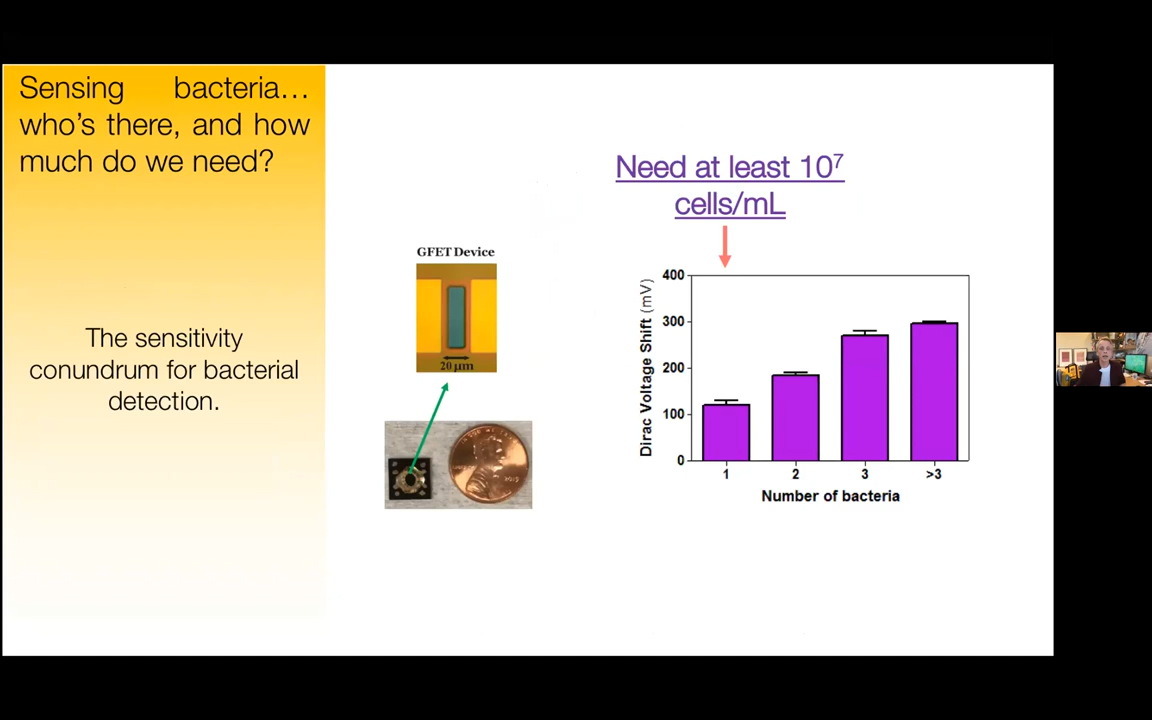 Sensing bacteria…
who's there, and how
much do we need?
The sensitivity
conundrum for bacterial
detection.
GFET Device
20 μm
Need at least 10⁷
cells/mL
Dirac Voltage Shift (mV)
400
300
200
100
0
1 2 3 >3
Number of bacteria